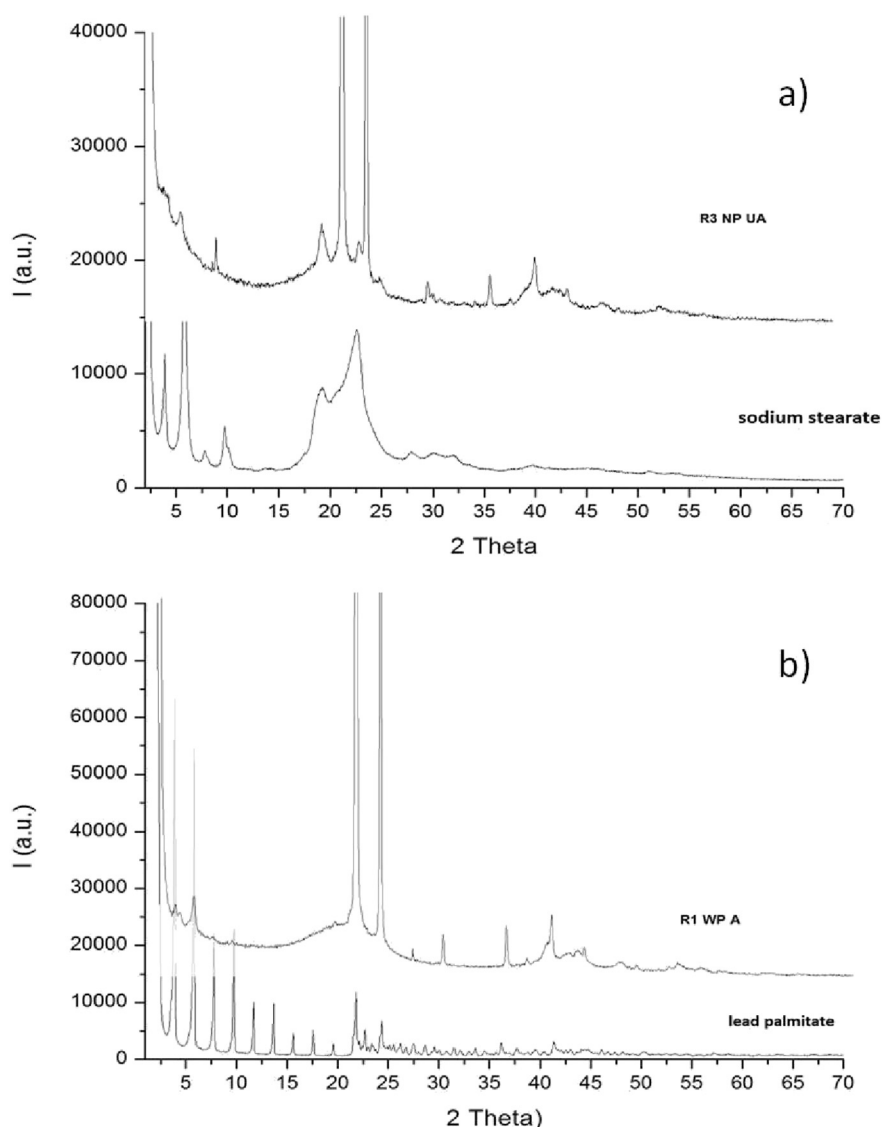 40000
a)
30000
R3 NP UA
I (a.u.)
20000
10000
sodium stearate
0
5 10 15 20 25 30 35 40 45 50 55 60 65 70
2 Theta
80000
b)
70000
60000
50000
I (a.u.)
40000
30000
R1 WP A
20000
10000
lead palmitate
0
5 10 15 20 25 30 35 40 45 50 55 60 65 70
2 Theta)